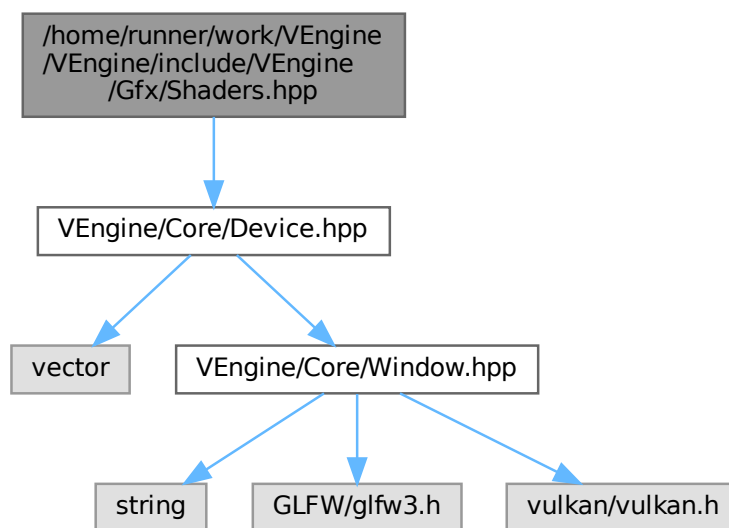 /home/runner/work/VEngine
/VEngine/include/VEngine
/Gfx/Shaders.hpp
VEngine/Core/Device.hpp
vector
VEngine/Core/Window.hpp
string
GLFW/glfw3.h
vulkan/vulkan.h